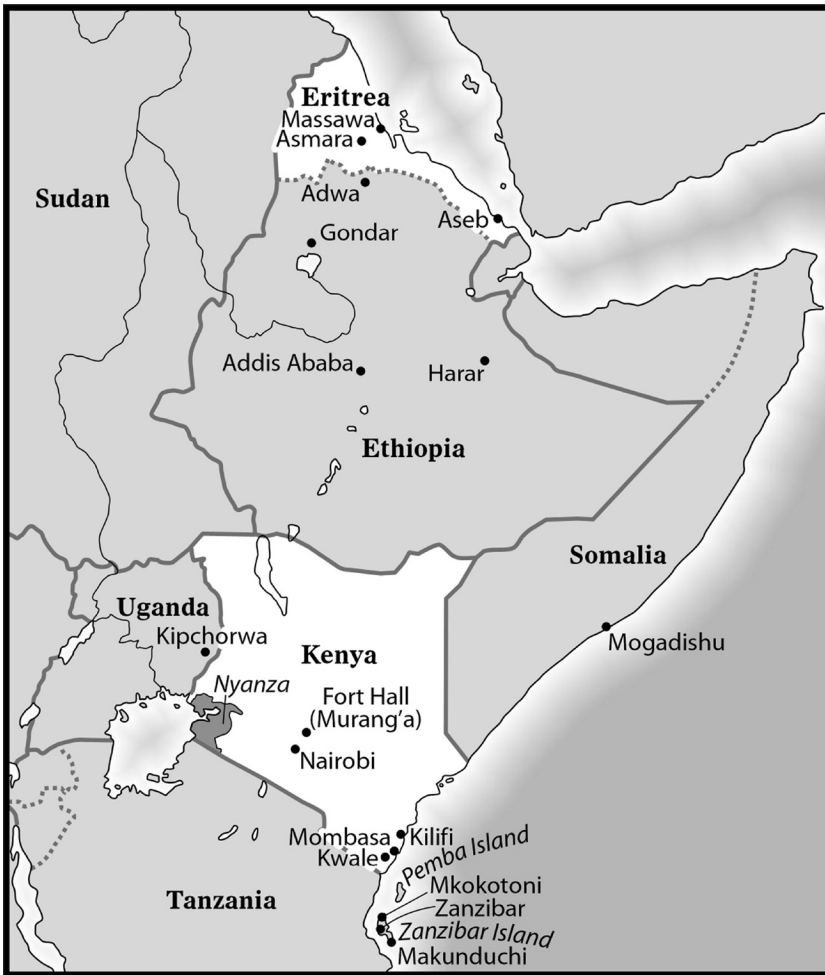 Eritrea
Massawa
Asmara
Sudan
Adwa
Aseb
Gondar
Addis Ababa
Harar
Ethiopia
Somalia
Uganda
Kipchorwa
Mogadishu
Kenya
Nyanza
Fort Hall
(Murang'a)
Nairobi
Mombasa
Kilifi
Kwale
Pemba Island
Mkokotoni
Tanzania
Zanzibar
Zanzibar Island
Makunduchi